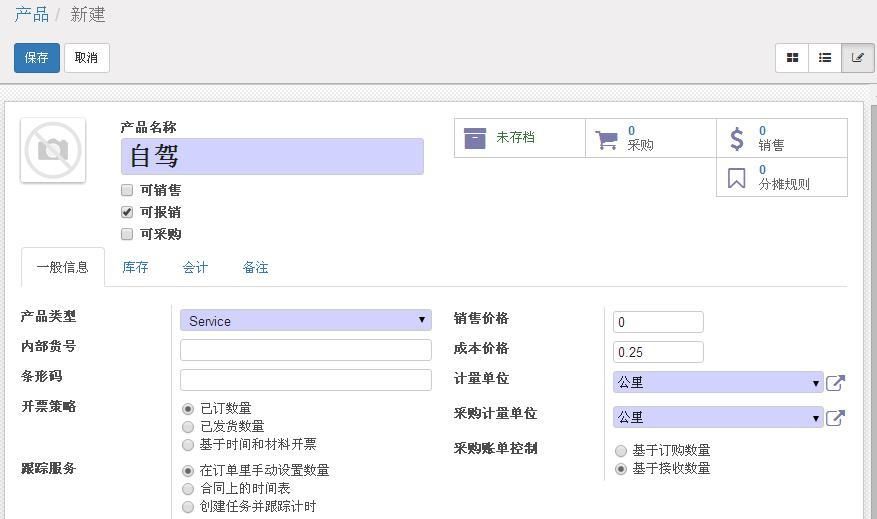 产品 / 新建
保存 取消
产品名称
自驾
可销售
可报销
可采购
未存档
0
采购
0
销售
0
分摊规则
一般信息 库存 会计 备注
产品类型 Service
内部货号
条形码
开票策略 已订数量
已发货数量
基于时间和材料开票
跟踪服务 在订单里手动设置数量
合同上的时间表
创建任务并跟踪计时
销售价格 0
成本价格 0.25
计量单位 公里
采购计量单位 公里
采购账单控制 基于订购数量
基于接收数量